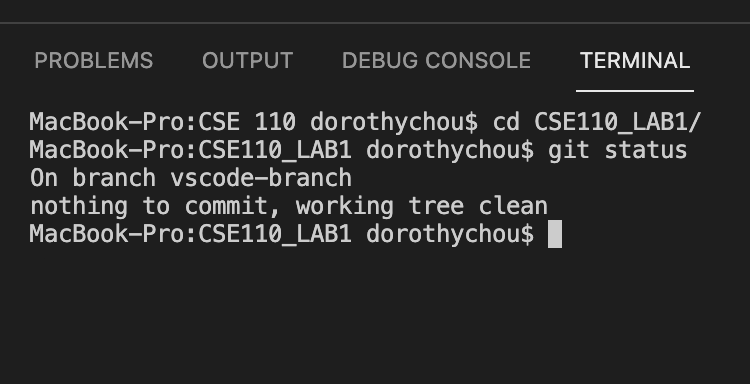 PROBLEMS OUTPUT DEBUG CONSOLE TERMINAL
MacBook-Pro:CSE 110 dorothychou$ cd CSE110_LAB1/
MacBook-Pro:CSE110_LAB1 dorothychou$ git status
On branch vscode-branch
nothing to commit, working tree clean
MacBook-Pro:CSE110_LAB1 dorothychou$